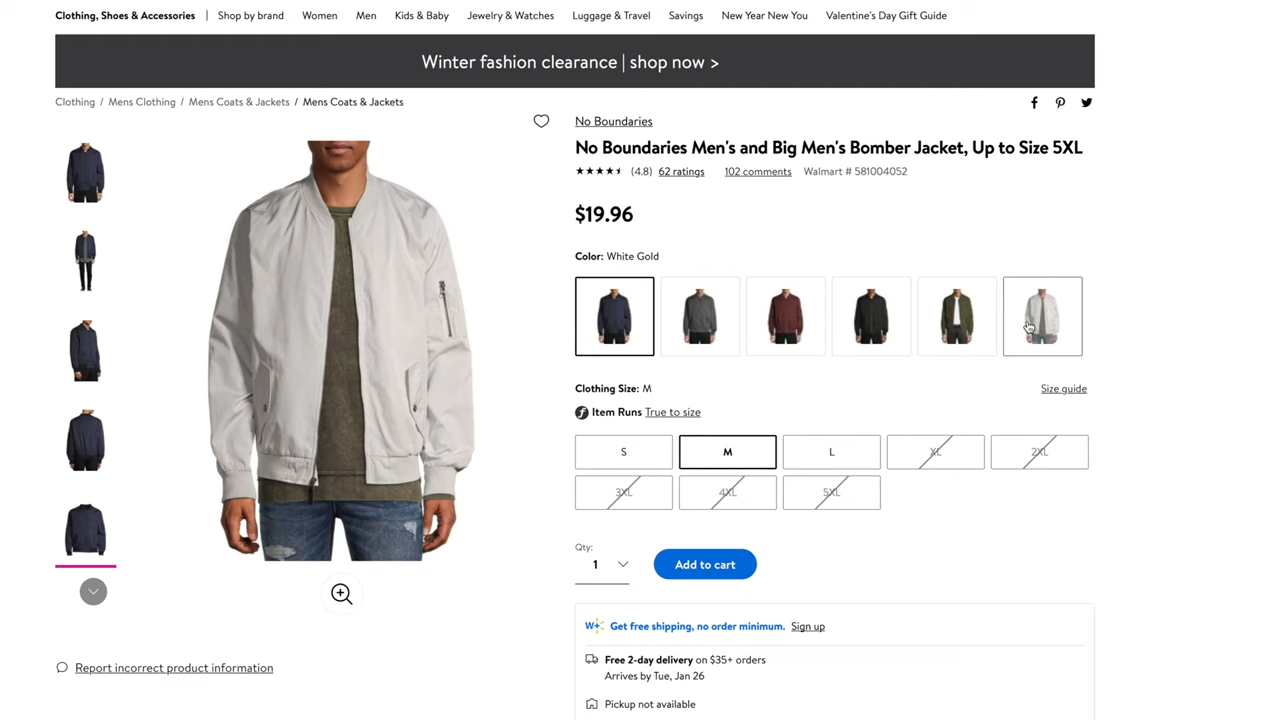 Clothing, Shoes & Accessories | Shop by brand Women Men Kids & Baby Jewelry & Watches Luggage & Travel Savings New Year New You Valentine's Day Gift Guide
Winter fashion clearance | shop now >
Clothing / Mens Clothing / Mens Coats & Jackets / Mens Coats & Jackets
No Boundaries
No Boundaries Men's and Big Men's Bomber Jacket, Up to Size 5XL
(4.8) 62 ratings 102 comments Walmart # 581004052
$19.96
Color: White Gold
Clothing Size: M Size guide
Item Runs True to size
S M L XL 2XL
3XL 4XL 5XL
Qty:
1 Add to cart
W+ Get free shipping, no order minimum. Sign up
Free 2-day delivery on $35+ orders
Arrives by Tue, Jan 26
Pickup not available
Report incorrect product information